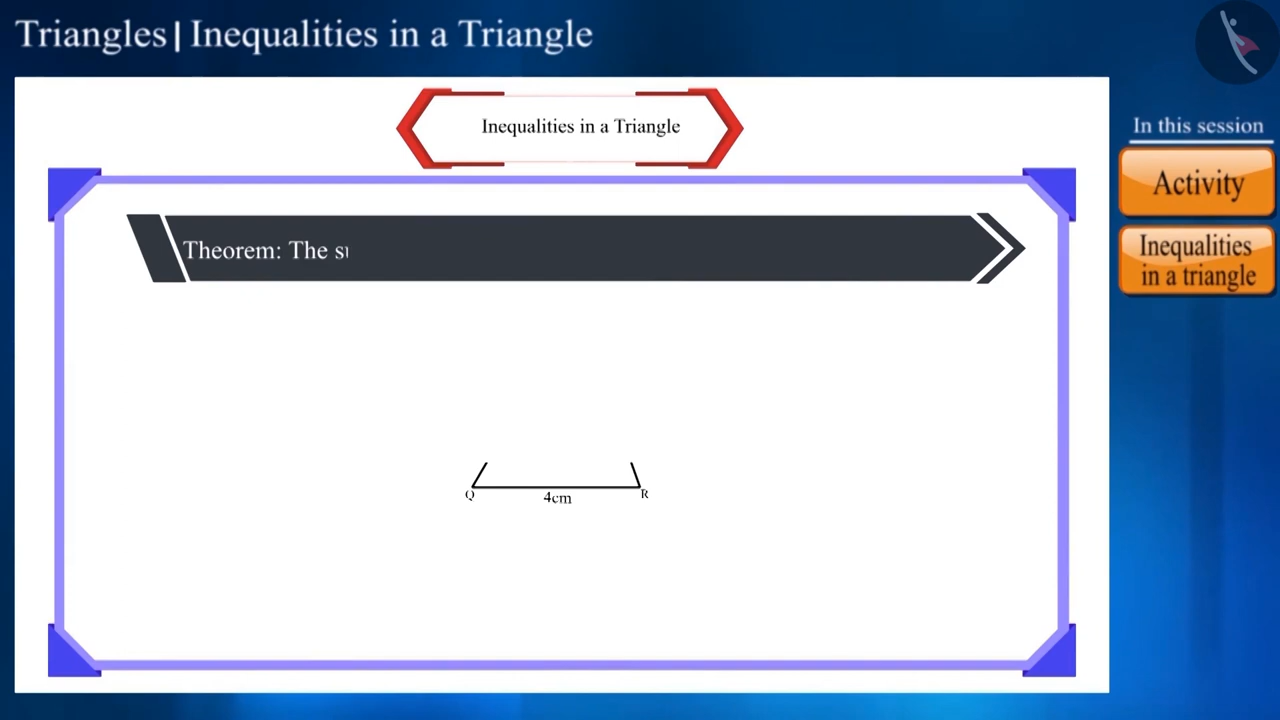 Triangles | Inequalities in a Triangle
Inequalities in a Triangle
In this session
Activity
Inequalities
in a triangle
Theorem: The
Q
R
4cm